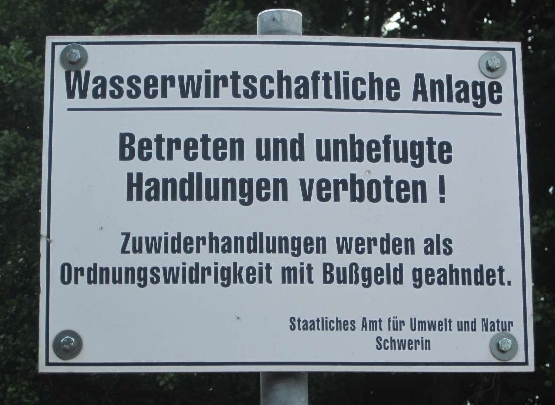 Wasserwirtschaftliche Anlage
Betreten und unbefugte
Handlungen verboten !
Zuwiderhandlungen werden als
Ordnungswidrigkeit mit Bußgeld geahndet.
Staatliches Amt für Umwelt und Natur
Schwerin